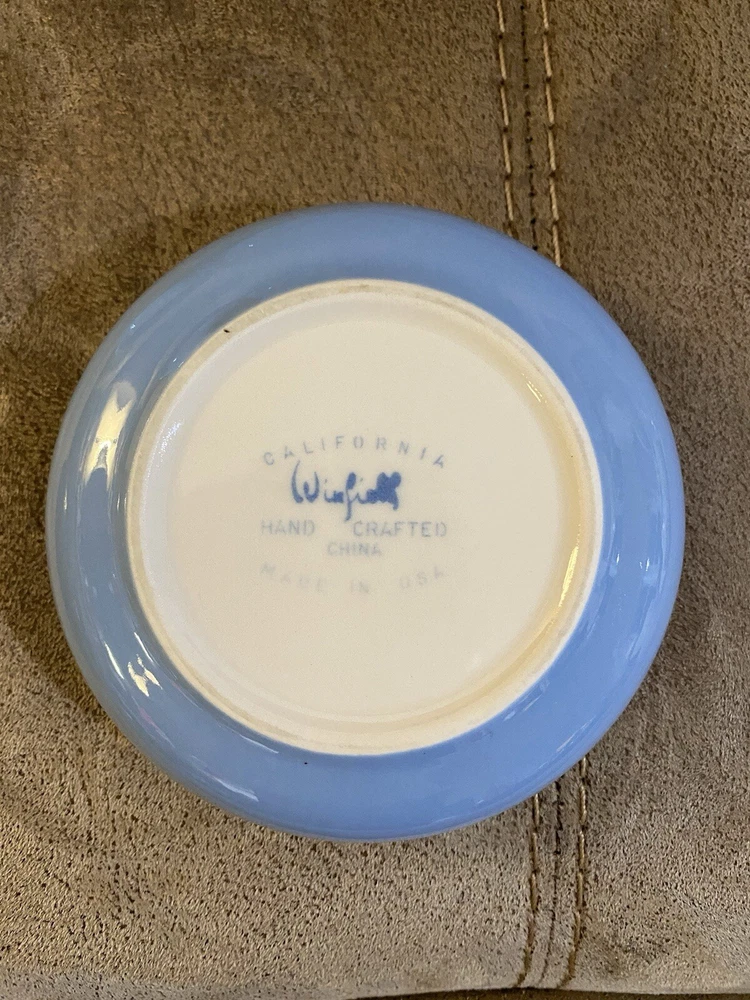 CALIFORNIA
Winfield
HAND CRAFTED
CHINA
MADE IN USA